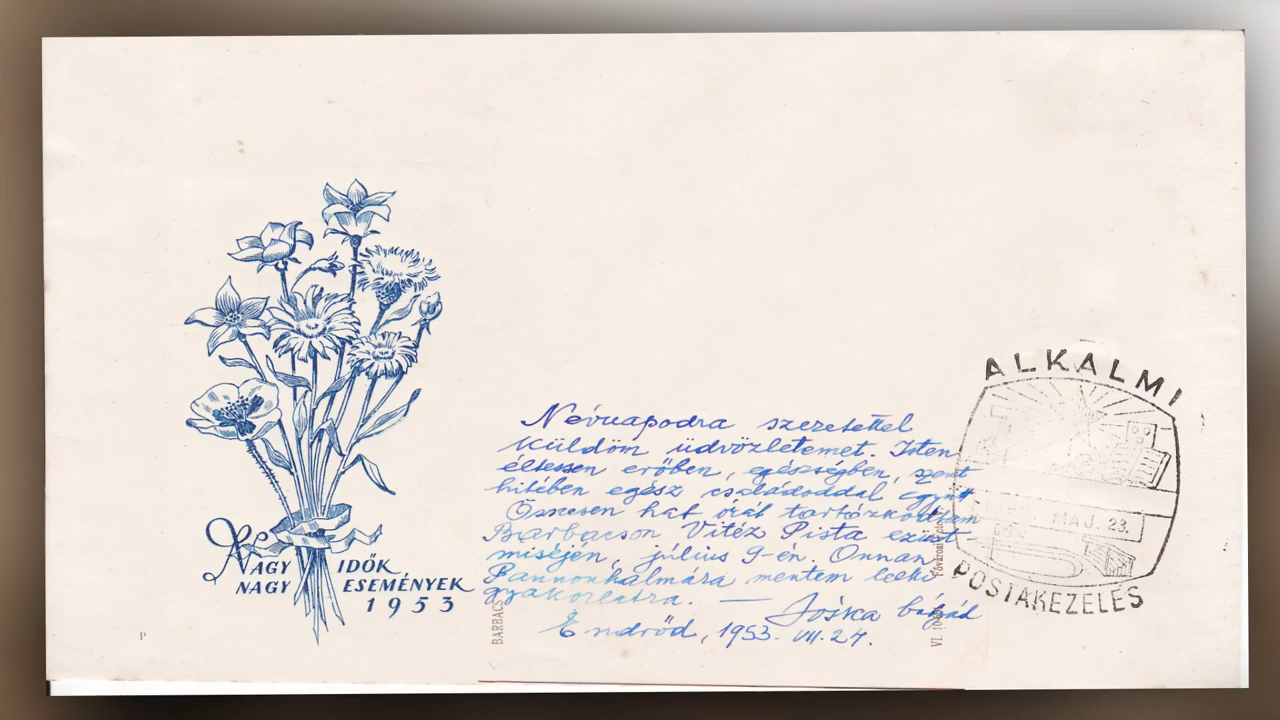 NAGY IDŐK
NAGY ESEMÉNYEK
1953
P
Névnapodra szeretettel
küldöm üdvözletemet. Isten
éltessen erőben, egészségben, szent
hitében egész családoddal együtt
Összesen hat órát tartózkodtam
Barbacson Vitéz Pista ezüst-
miséjén, július 9-én. Onnan
Pannonhalmára mentem lelki
gyakorlatra. — Jóska bátyád
Endrőd, 1953. VII. 24.
BARBACS
ALKALMI
MÁJ. 23.
POSTAKEZELÉS